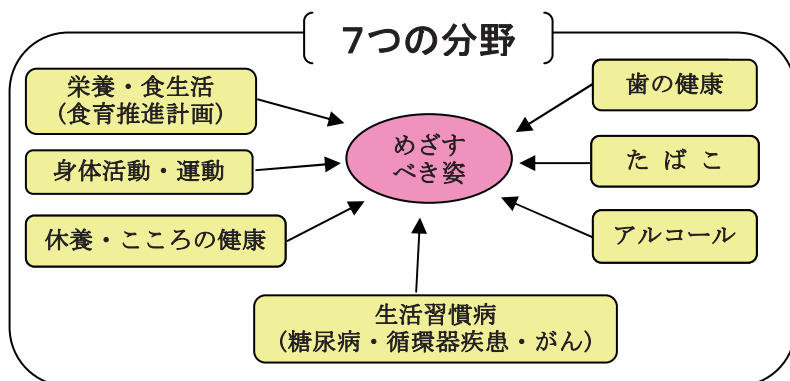 7つの分野
栄養・食生活
（食育推進計画）
身体活動・運動
休養・こころの健康
めざす
べき姿
歯の健康
たばこ
アルコール
生活習慣病
（糖尿病・循環器疾患・がん）